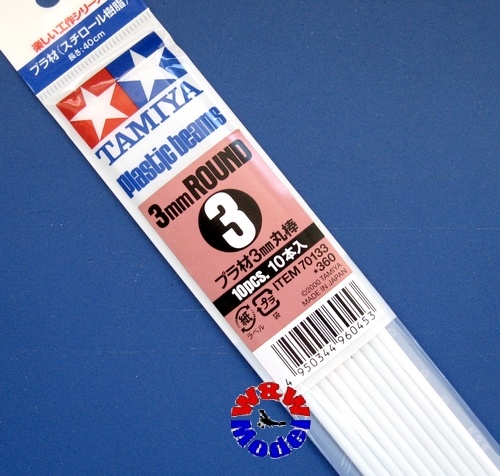 楽しい工作シリーズ
プラ材(スチロール樹脂)
長さ:40cm
TAMIYA
Plastic beams
3mm ROUND
3
プラ材3mm丸棒
10pcs. 10本入
ITEM 70133
*360
紙
ラベル
プラ
袋
©2000 TAMIYA
MADE IN JAPAN
4 950344 960453
W&W
Model